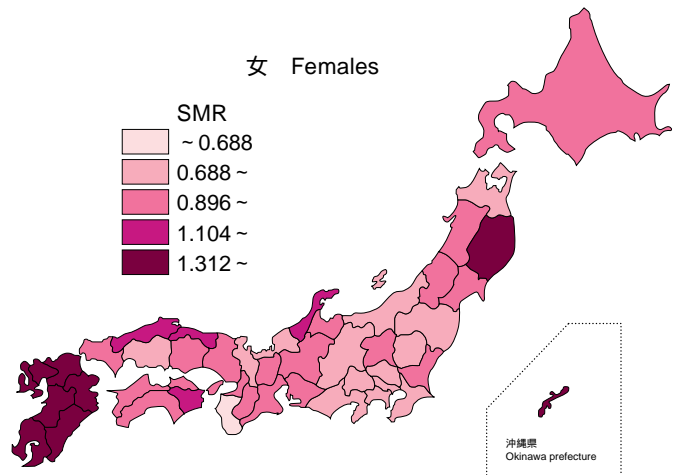 女 Females
SMR
~ 0.688
0.688 ~
0.896 ~
1.104 ~
1.312 ~
沖縄県
Okinawa prefecture